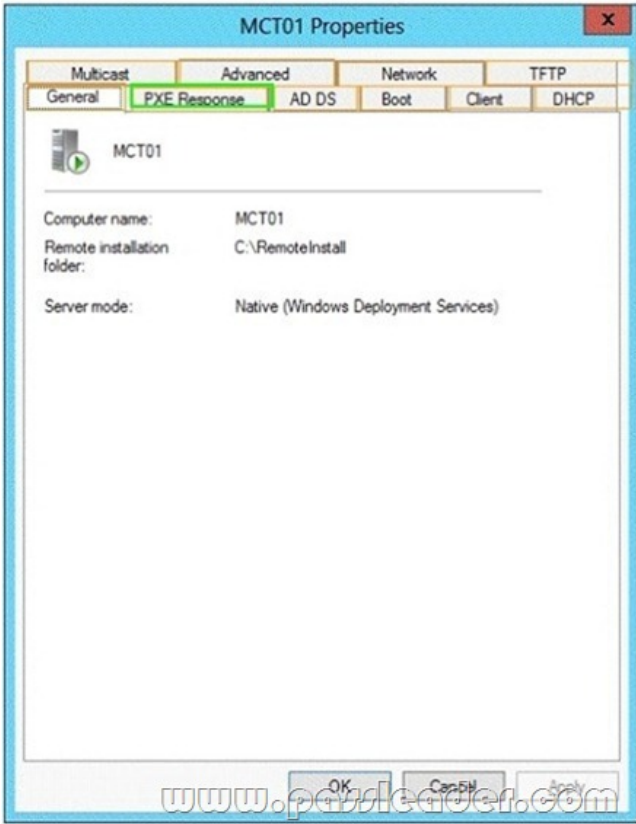 MCT01 Properties
x
Multicast Advanced Network TFTP
General PXE Response AD DS Boot Client DHCP
MCT01
Computer name: MCT01
Remote installation folder: C:\RemoteInstall
Server mode: Native (Windows Deployment Services)
OK Cancel Apply
www.passleader.com